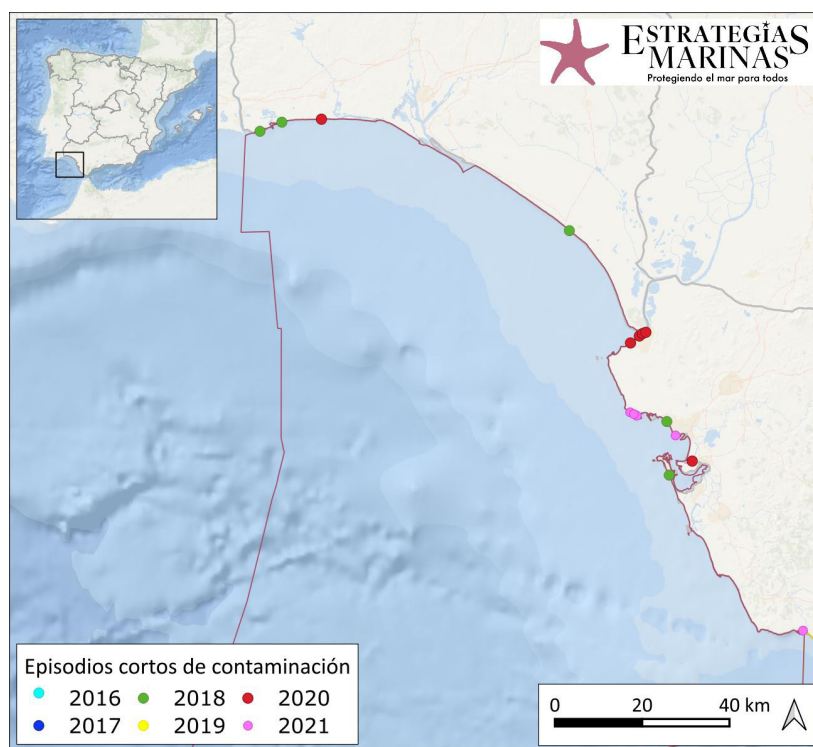 ESTRATEGIAS
MARINAS
Protegiendo el mar para todos
Episodios cortos de contaminación
2016 2018 2020
2017 2019 2021
0 20 40 km